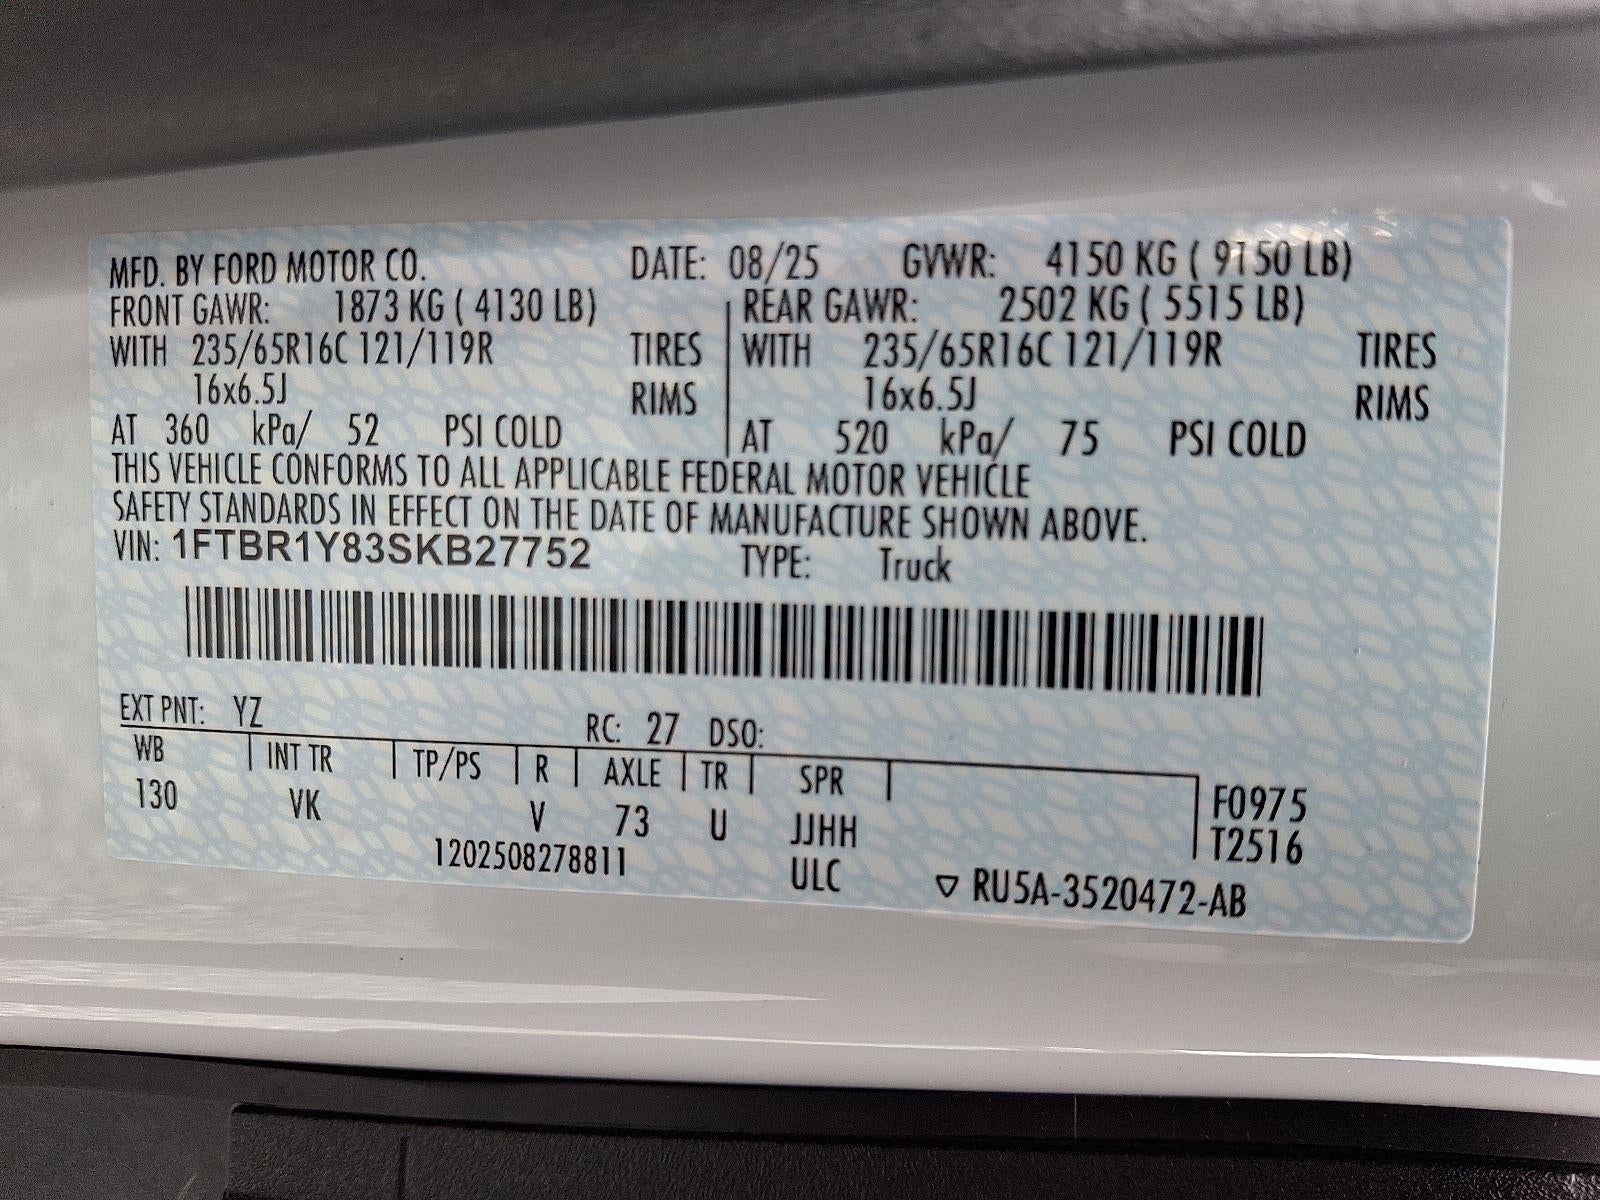 MFD. BY FORD MOTOR CO. DATE: 08/25 GVWR: 4150 KG ( 9150 LB)
FRONT GAWR: 1873 KG ( 4130 LB) REAR GAWR: 2502 KG ( 5515 LB)
WITH 235/65R16C 121/119R TIRES WITH 235/65R16C 121/119R TIRES
16x6.5J RIMS 16x6.5J RIMS
AT 360 kPa/ 52 PSI COLD AT 520 kPa/ 75 PSI COLD
THIS VEHICLE CONFORMS TO ALL APPLICABLE FEDERAL MOTOR VEHICLE
SAFETY STANDARDS IN EFFECT ON THE DATE OF MANUFACTURE SHOWN ABOVE.
VIN: 1FTBR1Y83SKB27752 TYPE: Truck
EXT PNT: YZ RC: 27 DSO:
WB INT TR TP/PS R AXLE TR SPR
130 VK V 73 U JJHH F0975
1202508278811 ULC T2516
RU5A-3520472-AB